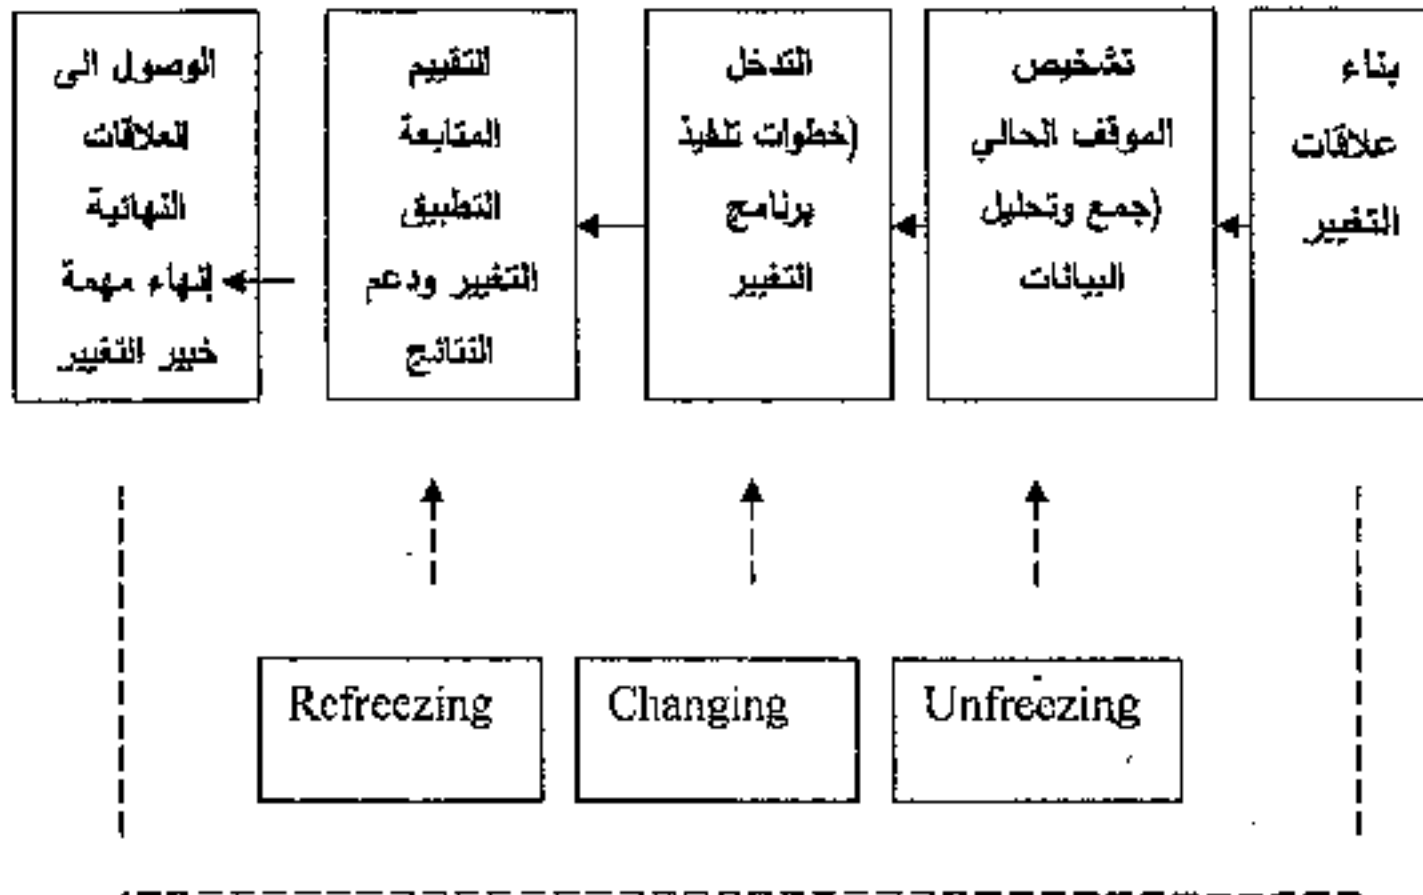 بناء
علاقات
التغيير
تشخيص
الموقف الحالي
(جمع وتحليل
البيانات
التدخل
(خطوات تنفيذ
برنامج
التغيير
التقييم
المتابعة
التطبيق
التغيير ودعم
النتائج
الوصول الى
العلاقات
النهائية
إنهاء مهمة
خبير التغيير
Unfreezing
Changing
Refreezing